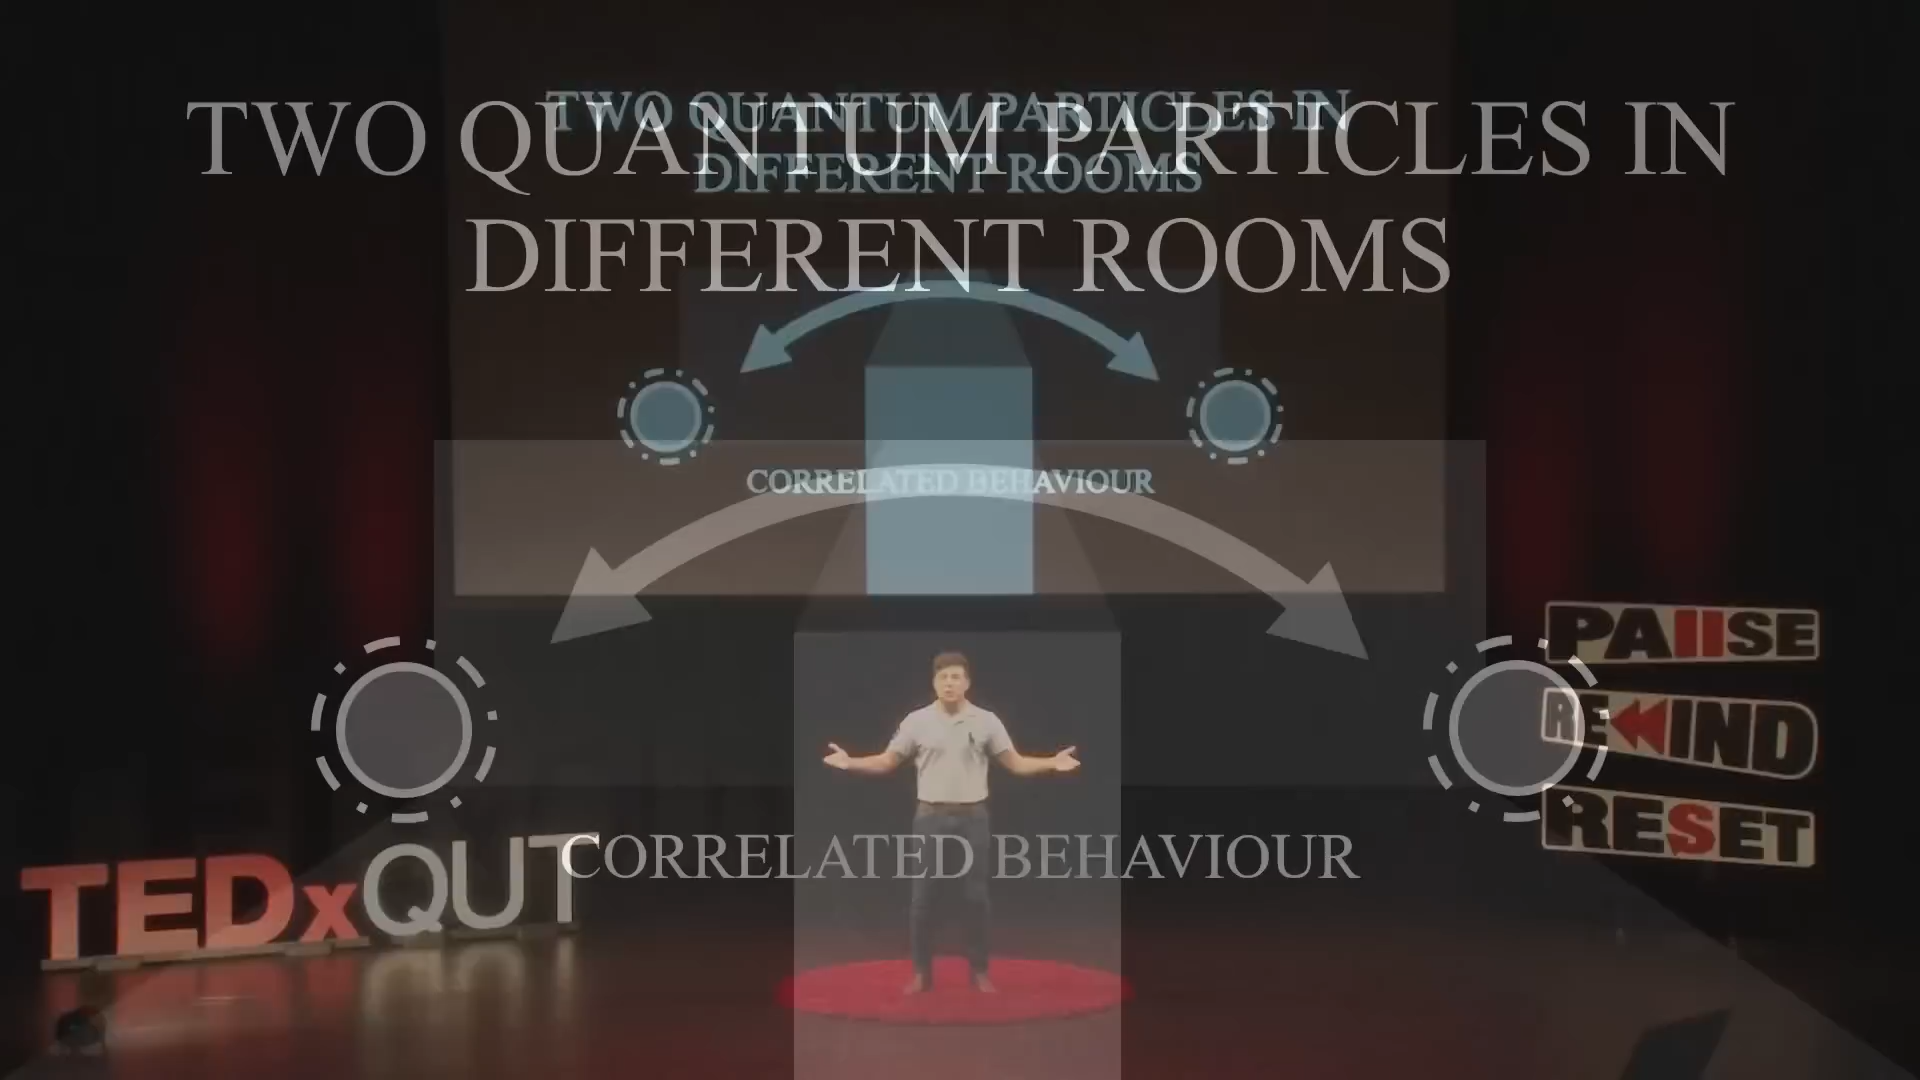 TWO QUANTUM PARTICLES IN
DIFFERENT ROOMS
TWO QUANTUM PARTICLES IN
DIFFERENT ROOMS
CORRELATED BEHAVIOUR
CORRELATED BEHAVIOUR
PAUSE
REWIND
RESET
TEDxQUT